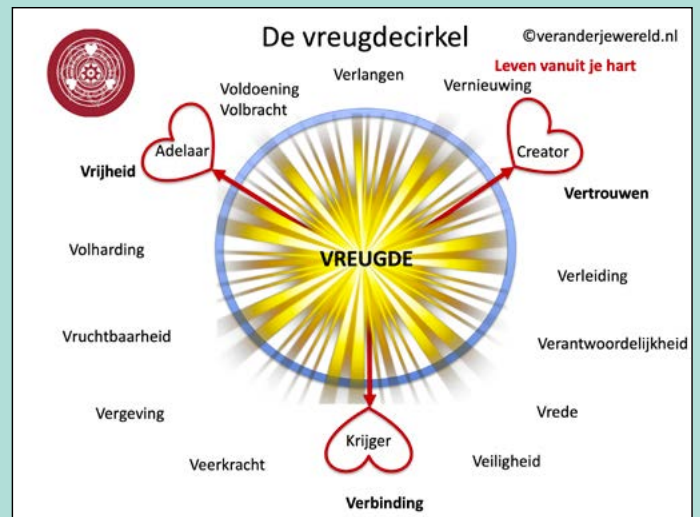 De vreugdecirkel
©veranderjewereld.nl
Leven vanuit je hart
Verlangen
Vernieuwing
Voldoening
Volbracht
Adelaar
Creator
Vrijheid
Vertrouwen
Volharding
VREUGDE
Verleiding
Vruchtbaarheid
Verantwoordelijkheid
Vergeving
Vrede
Krijger
Veerkracht
Veiligheid
Verbinding